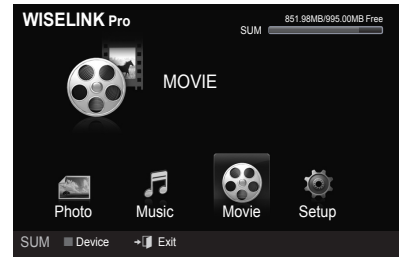 WISELINK Pro
851.98MB/995.00MB Free
SUM
MOVIE
Photo Music Movie Setup
SUM Device Exit